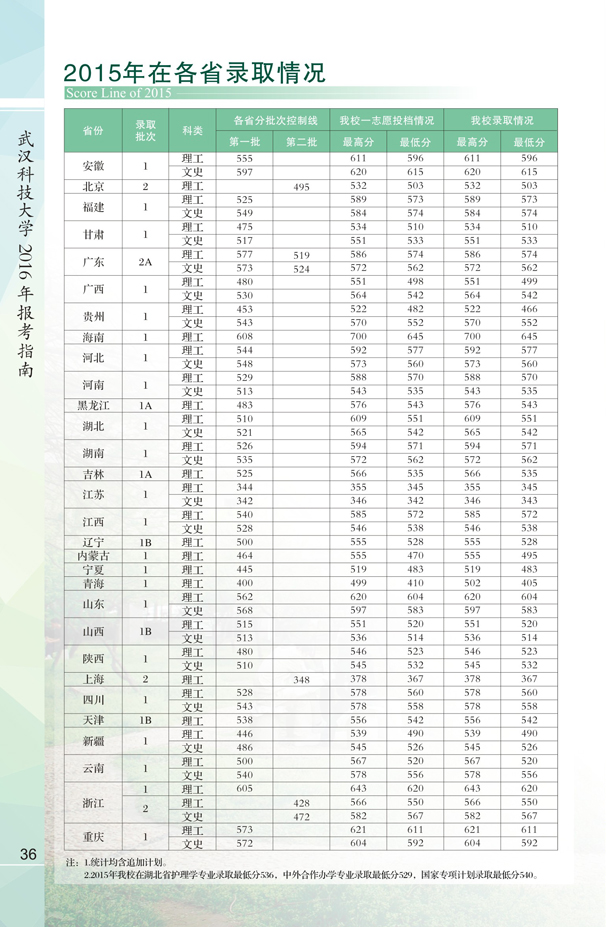 2015年在各省录取情况
Score Line of 2015
武汉科技大学 2016 年报考指南
省份 录取批次 科类 各省分批次控制线 我校一志愿投档情况 我校录取情况
第一批 第二批 最高分 最低分 最高分 最低分
安徽 1 理工 555 611 596 611 596
文史 597 620 615 620 615
北京 2 理工 495 532 503 532 503
福建 1 理工 525 589 573 589 573
文史 549 584 574 584 574
甘肃 1 理工 475 534 510 534 510
文史 517 551 533 551 533
广东 2A 理工 577 519 586 574 586 574
文史 573 524 572 562 572 562
广西 1 理工 480 551 498 551 499
文史 530 564 542 564 542
贵州 1 理工 453 522 482 522 466
文史 543 570 552 570 552
海南 1 理工 608 700 645 700 645
河北 1 理工 544 592 577 592 577
文史 548 573 560 573 560
河南 1 理工 529 588 570 588 570
文史 513 543 535 543 535
黑龙江 1A 理工 483 576 543 576 543
湖北 1 理工 510 609 551 609 551
文史 521 565 542 565 542
湖南 1 理工 526 594 571 594 571
文史 535 572 562 572 562
吉林 1A 理工 525 566 535 566 535
江苏 1 理工 344 355 345 355 345
文史 342 346 342 346 343
江西 1 理工 540 585 572 585 572
文史 528 546 538 546 538
辽宁 1B 理工 500 555 528 555 528
内蒙古 1 理工 464 555 470 555 495
宁夏 1 理工 445 519 483 519 483
青海 1 理工 400 499 410 502 405
山东 1 理工 562 620 604 620 604
文史 568 597 583 597 583
山西 1B 理工 515 551 520 551 520
文史 513 536 514 536 514
陕西 1 理工 480 546 523 546 523
文史 510 545 532 545 532
上海 2 理工 348 378 367 378 367
四川 1 理工 528 578 560 578 560
文史 543 578 558 578 558
天津 1B 理工 538 556 542 556 542
新疆 1 理工 446 539 490 539 490
文史 486 545 526 545 526
云南 1 理工 500 567 520 567 520
文史 540 578 556 578 556
浙江 1 理工 605 643 620 643 620
2 理工 428 566 550 566 550
文史 472 582 567 582 567
重庆 1 理工 573 621 611 621 611
文史 572 604 592 604 592
36
注：1.统计均含追加计划。
2.2015年我校在湖北省护理学专业录取最低分536，中外合作办学专业录取最低分529，国家专项计划录取最低分540。